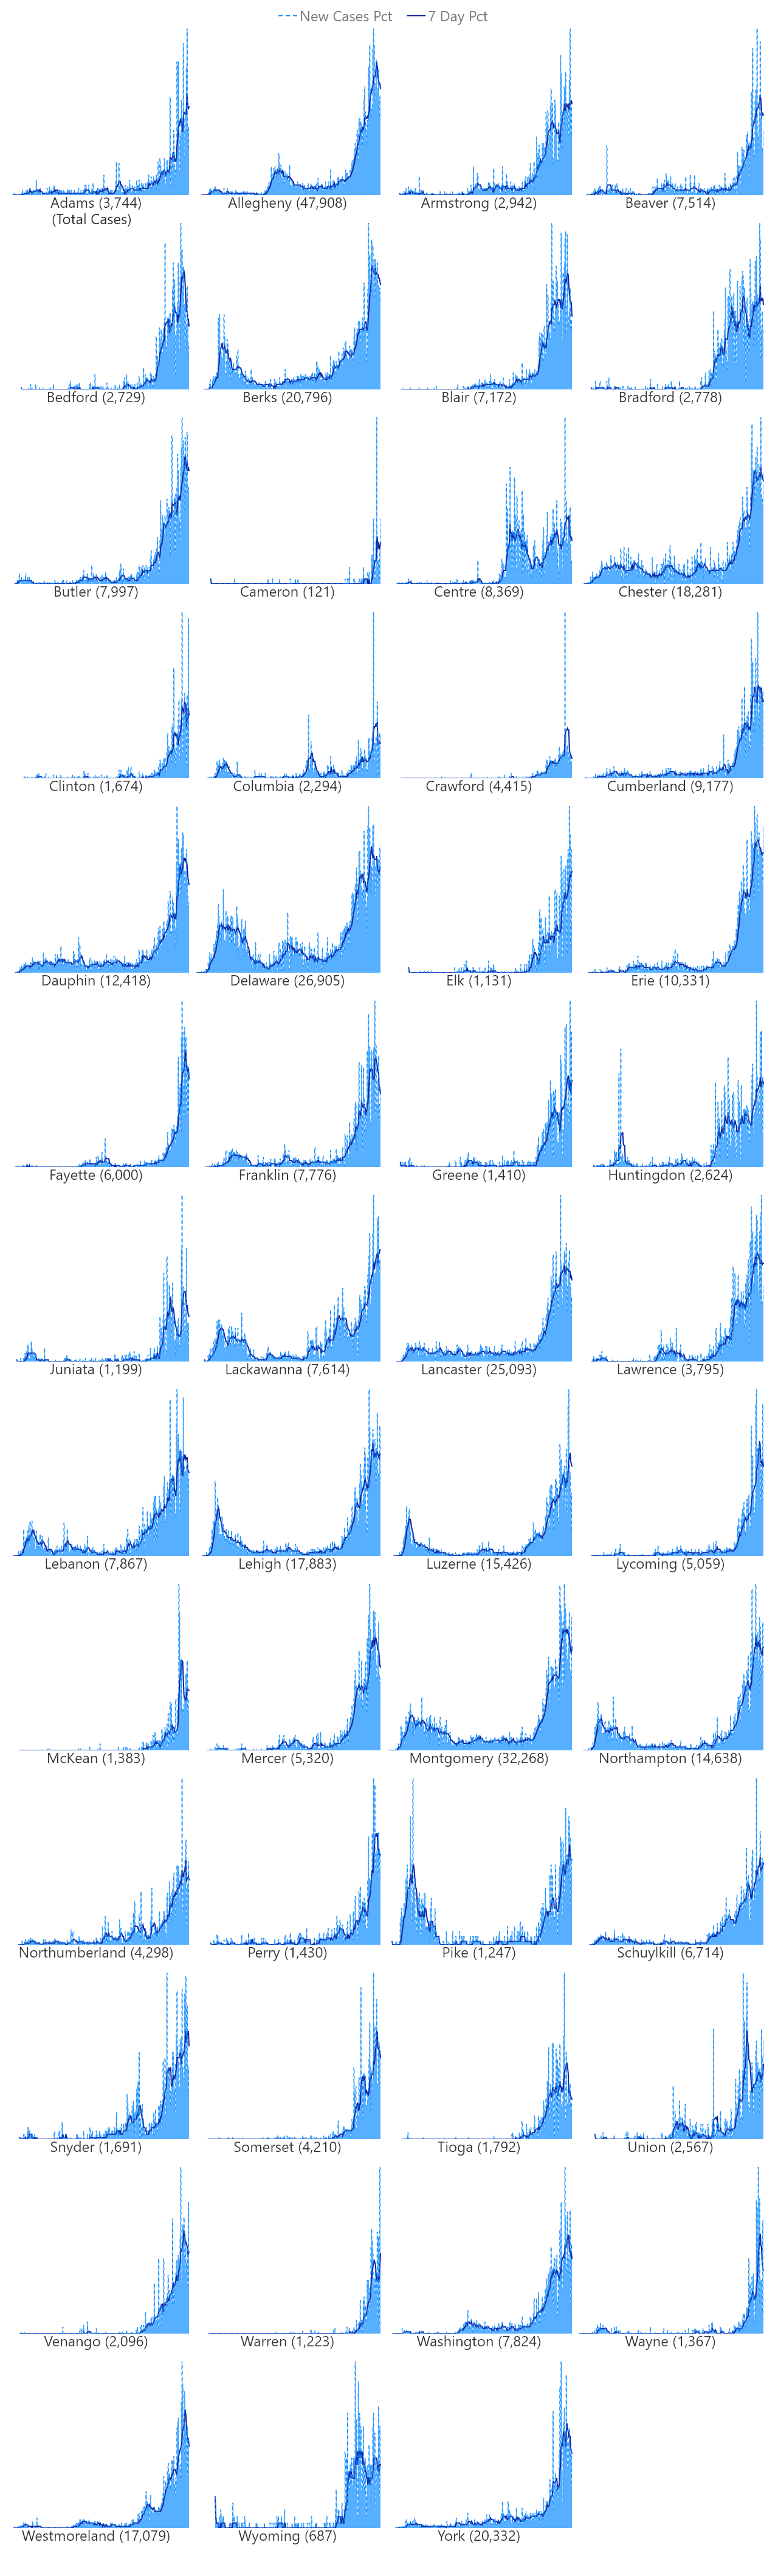 New Cases Pct 7 Day Pct
Adams (3,744) Allegheny (47,908) Armstrong (2,942) Beaver (7,514)
(Total Cases)
Bedford (2,729) Berks (20,796) Blair (7,172) Bradford (2,778)
Butler (7,997) Cameron (121) Centre (8,369) Chester (18,281)
Clinton (1,674) Columbia (2,294) Crawford (4,415) Cumberland (9,177)
Dauphin (12,418) Delaware (26,905) Elk (1,131) Erie (10,331)
Fayette (6,000) Franklin (7,776) Greene (1,410) Huntingdon (2,624)
Juniata (1,199) Lackawanna (7,614) Lancaster (25,093) Lawrence (3,795)
Lebanon (7,867) Lehigh (17,883) Luzerne (15,426) Lycoming (5,059)
McKean (1,383) Mercer (5,320) Montgomery (32,268) Northampton (14,638)
Northumberland (4,298) Perry (1,430) Pike (1,247) Schuylkill (6,714)
Snyder (1,691) Somerset (4,210) Tioga (1,792) Union (2,567)
Venango (2,096) Warren (1,223) Washington (7,824) Wayne (1,367)
Westmoreland (17,079) Wyoming (687) York (20,332)